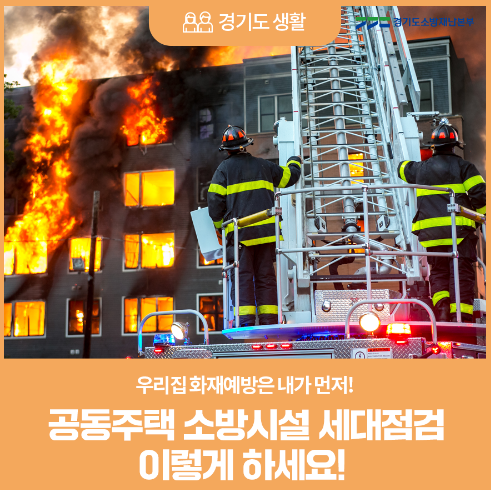 경기도 생활
경기도소방재난본부
우리집 화재예방은 내가 먼저!
공동주택 소방시설 세대점검
이렇게 하세요!